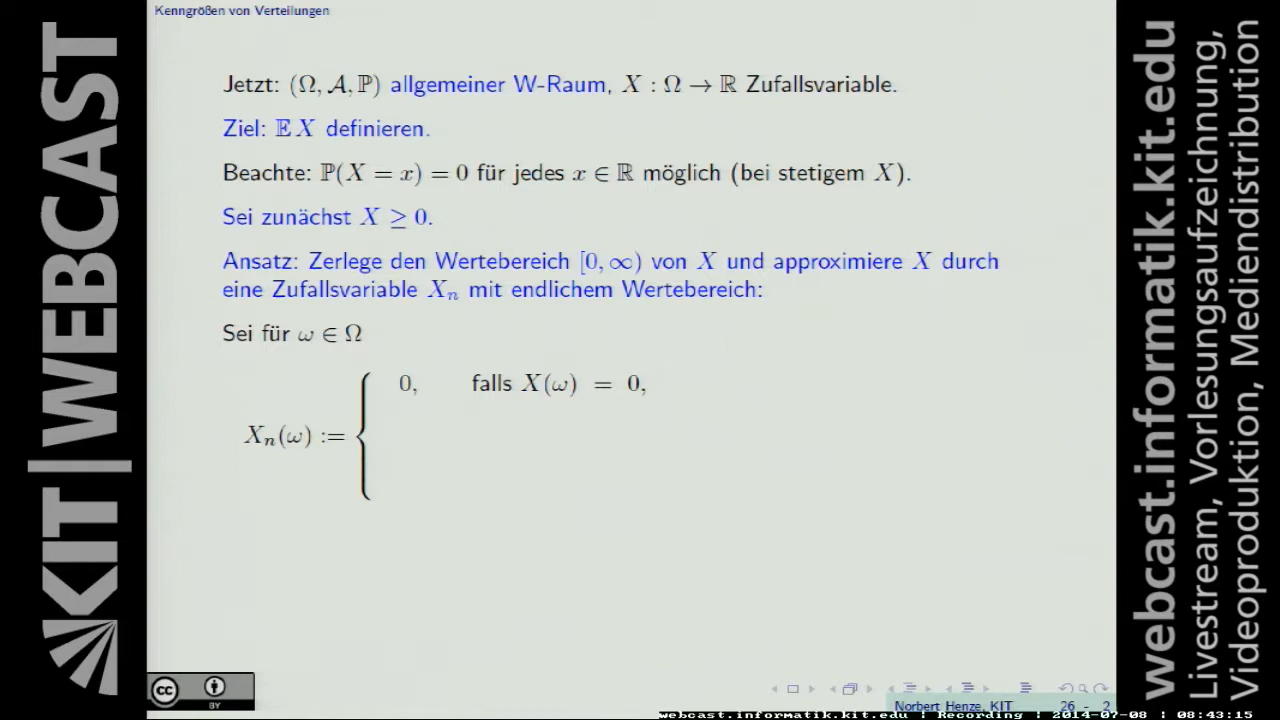 Kenngrößen von Verteilungen
Jetzt: (Ω, 𝒜, ℙ) allgemeiner W-Raum, X : Ω → ℝ Zufallsvariable.
Ziel: 𝔼 X definieren.
Beachte: ℙ(X = x) = 0 für jedes x ∈ ℝ möglich (bei stetigem X).
Sei zunächst X ≥ 0.
Ansatz: Zerlege den Wertebereich [0, ∞) von X und approximiere X durch
eine Zufallsvariable Xₙ mit endlichem Wertebereich:
Sei für ω ∈ Ω
0, falls X(ω) = 0,
Xₙ(ω) := {
Norbert Henze, KIT 26 - 2
webcast.informatik.kit.edu | Recording | 2014-07-08 | 08:43:15
KIT | WEBCAST
cc BY
webcast.informatik.kit.edu
Livestream, Vorlesungsaufzeichnung,
Videoproduktion, Mediendistribution